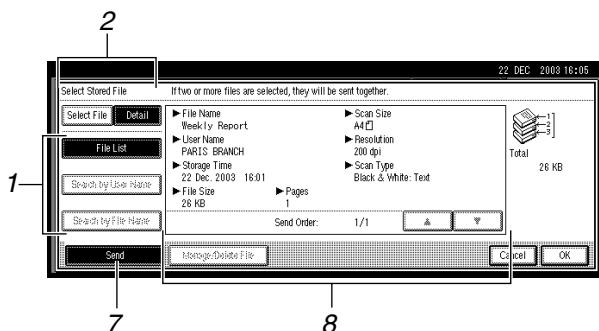 2
22 DEC 2003 16:05
Select Stored File
If two or more files are selected, they will be sent together.
Select File
Detail
File List
Search by User Name
Search by File Name
Send
► File Name
Weekly Report
► User Name
PARIS BRANCH
► Storage Time
22 Dec. 2003 16:01
► File Size
26 KB
► Pages
1
► Scan Size
A4
► Resolution
200 dpi
► Scan Type
Black & White: Text
Send Order: 1/1
▲
▼
1
2
3
Total
26 KB
Manage/Delete File
Cancel
OK
1
7
8